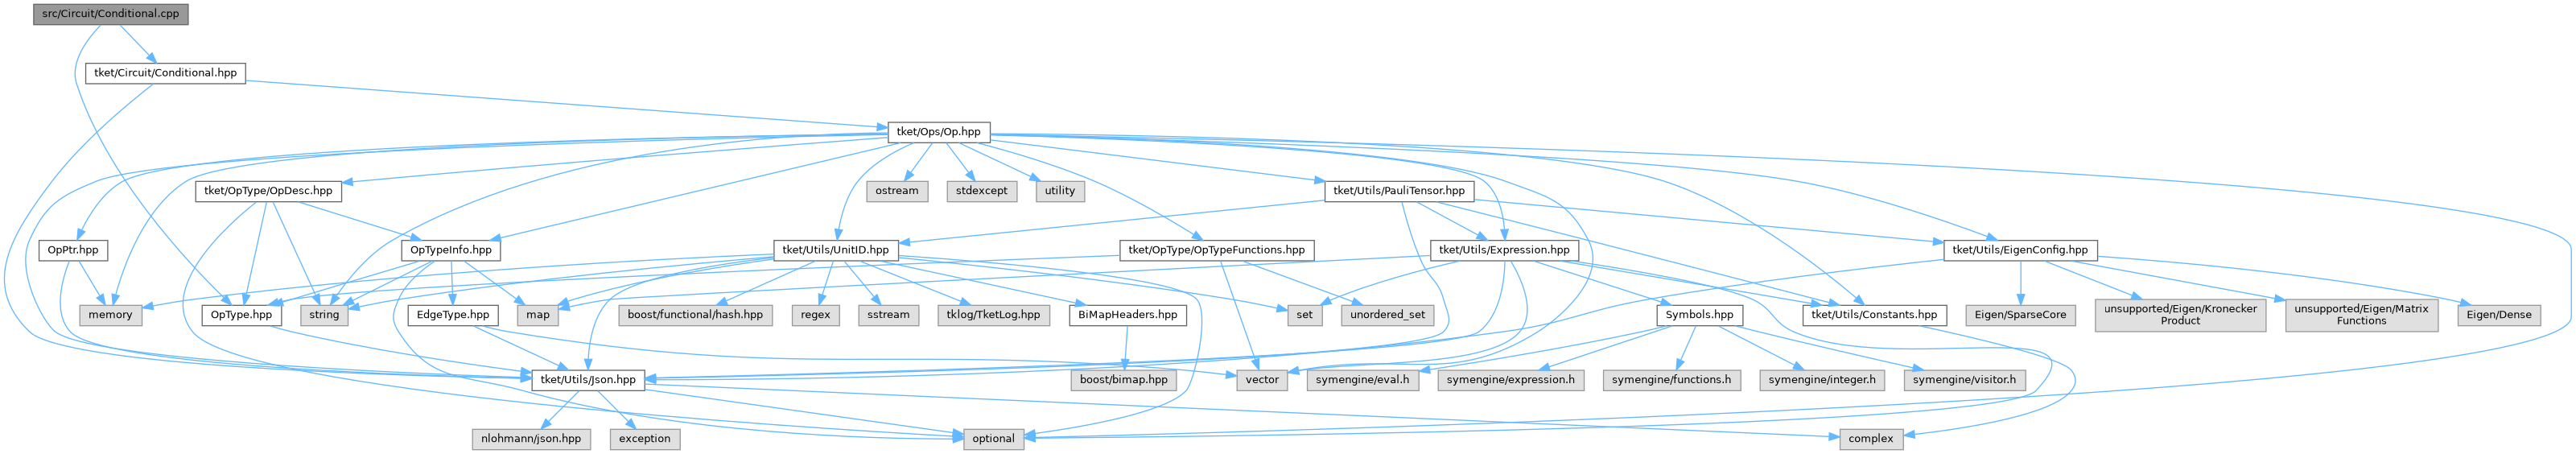 src/Circuit/Conditional.cpp
tket/Circuit/Conditional.hpp
tket/Ops/Op.hpp
tket/OpType/OpDesc.hpp
ostream
stdexcept
utility
tket/Utils/PauliTensor.hpp
OpPtr.hpp
OpTypeInfo.hpp
tket/Utils/UnitID.hpp
tket/OpType/OpTypeFunctions.hpp
tket/Utils/Expression.hpp
tket/Utils/EigenConfig.hpp
memory
OpType.hpp
string
EdgeType.hpp
map
boost/functional/hash.hpp
regex
sstream
tklog/TketLog.hpp
BiMapHeaders.hpp
set
unordered_set
Symbols.hpp
tket/Utils/Constants.hpp
Eigen/SparseCore
unsupported/Eigen/Kronecker
Product
unsupported/Eigen/Matrix
Functions
Eigen/Dense
tket/Utils/Json.hpp
boost/bimap.hpp
vector
symengine/eval.h
symengine/expression.h
symengine/functions.h
symengine/integer.h
symengine/visitor.h
nlohmann/json.hpp
exception
optional
complex